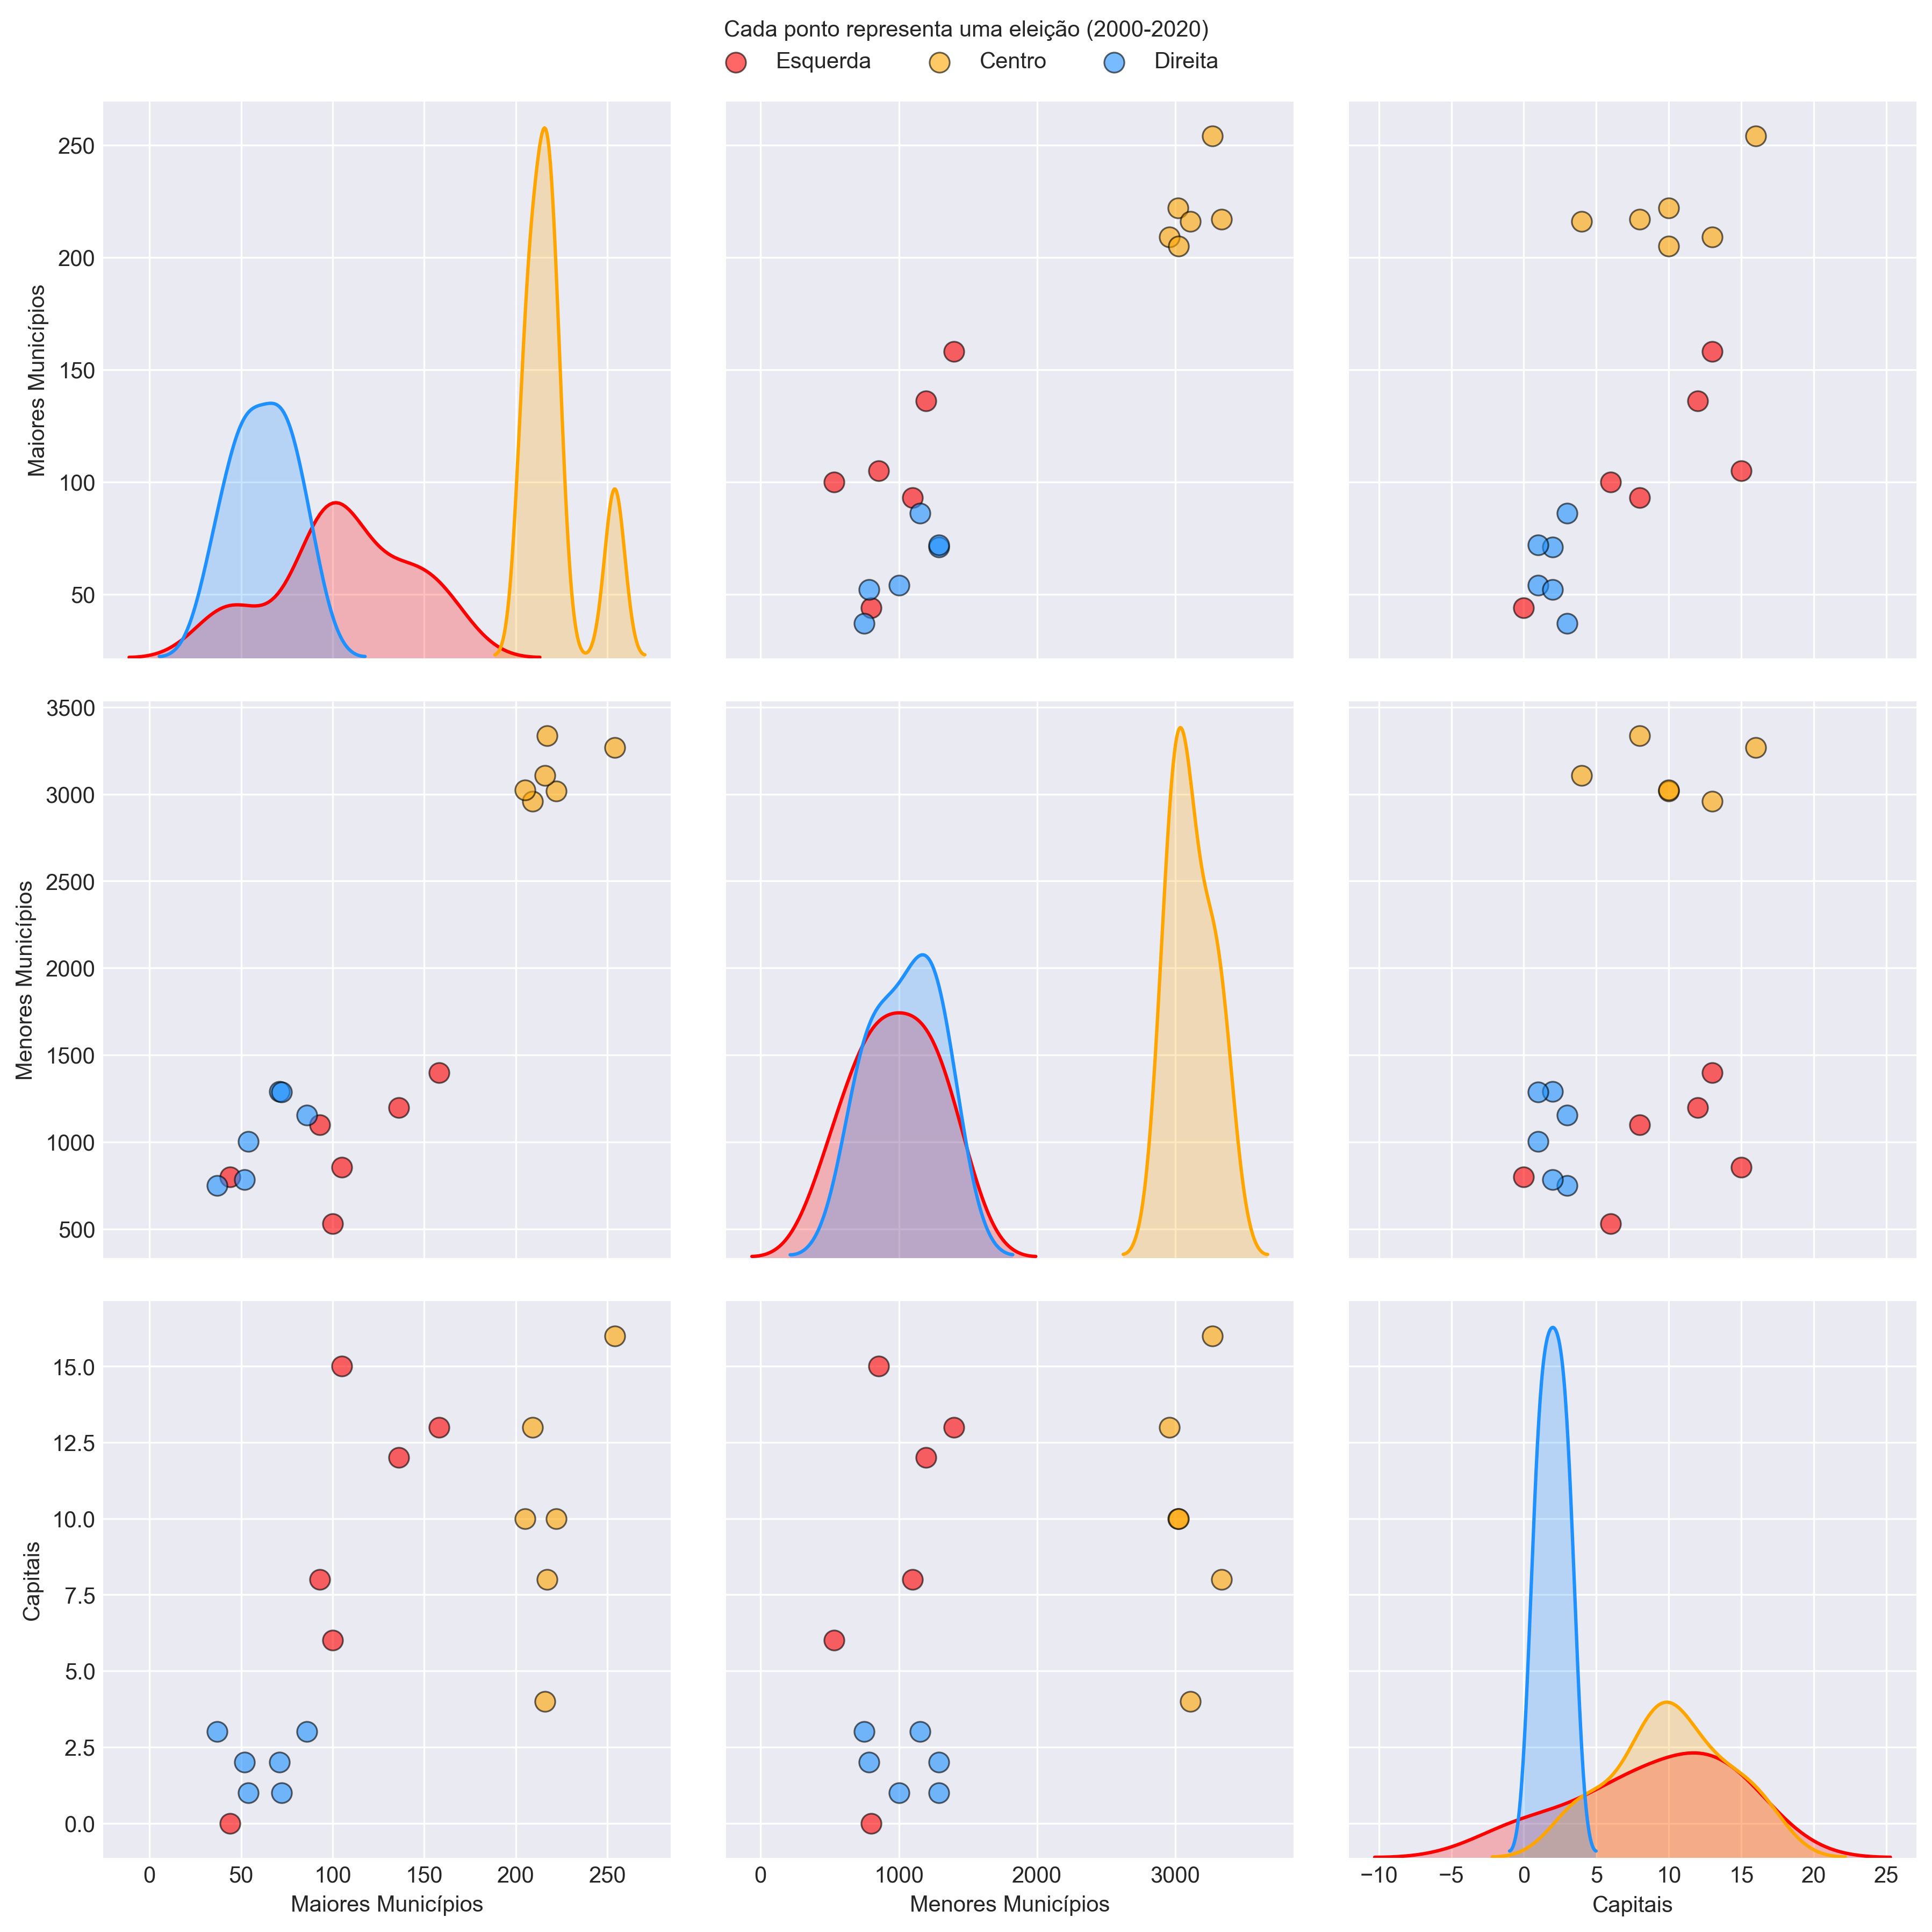 Cada ponto representa uma eleição (2000-2020)
Esquerda Centro Direita
250
200
150
100
50
Maiores Municípios
3500
3000
2500
2000
1500
1000
500
Menores Municípios
15.0
12.5
10.0
7.5
5.0
2.5
0.0
Capitais
0 50 100 150 200 250
Maiores Municípios
0 1000 2000 3000
Menores Municípios
−10 −5 0 5 10 15 20 25
Capitais